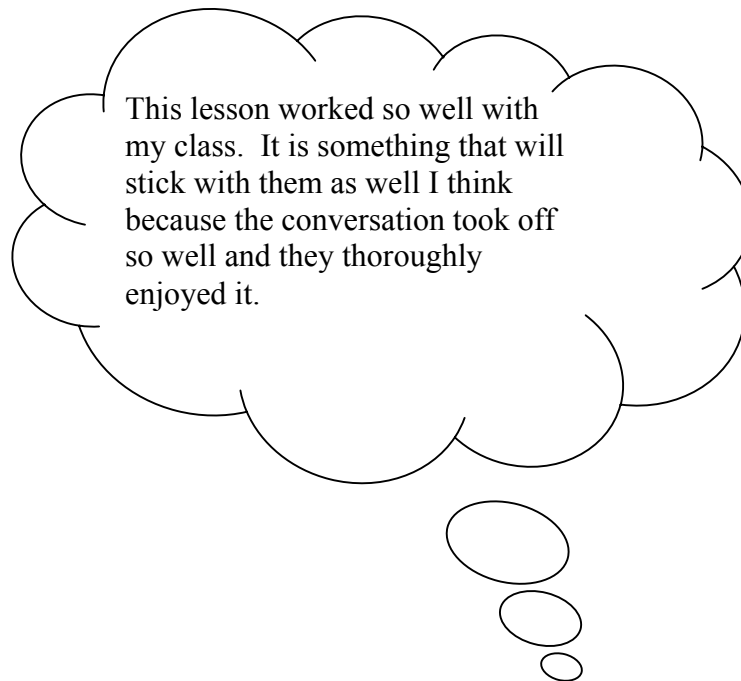 This lesson worked so well with
my class.  It is something that will
stick with them as well I think
because the conversation took off
so well and they thoroughly
enjoyed it.